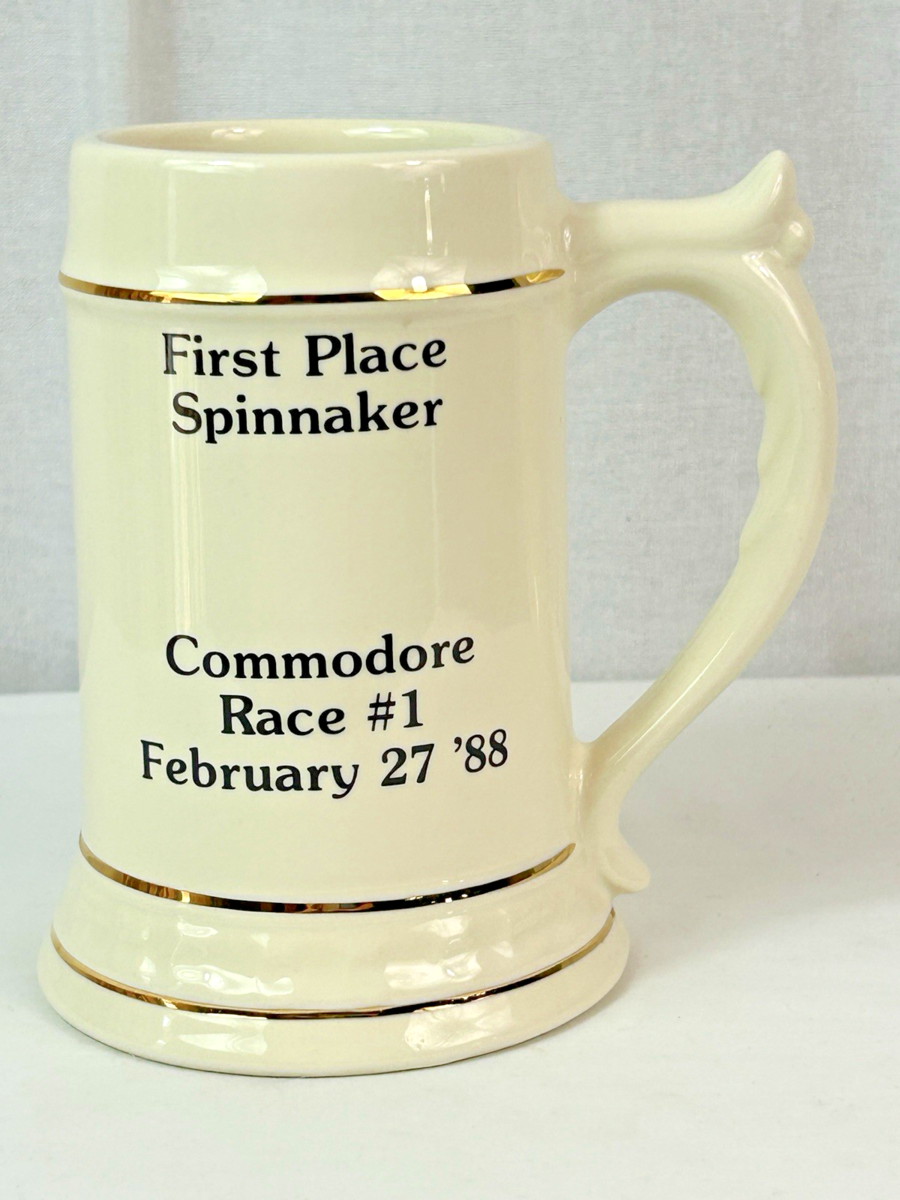 First Place
Spinnaker
Commodore
Race #1
February 27 '88